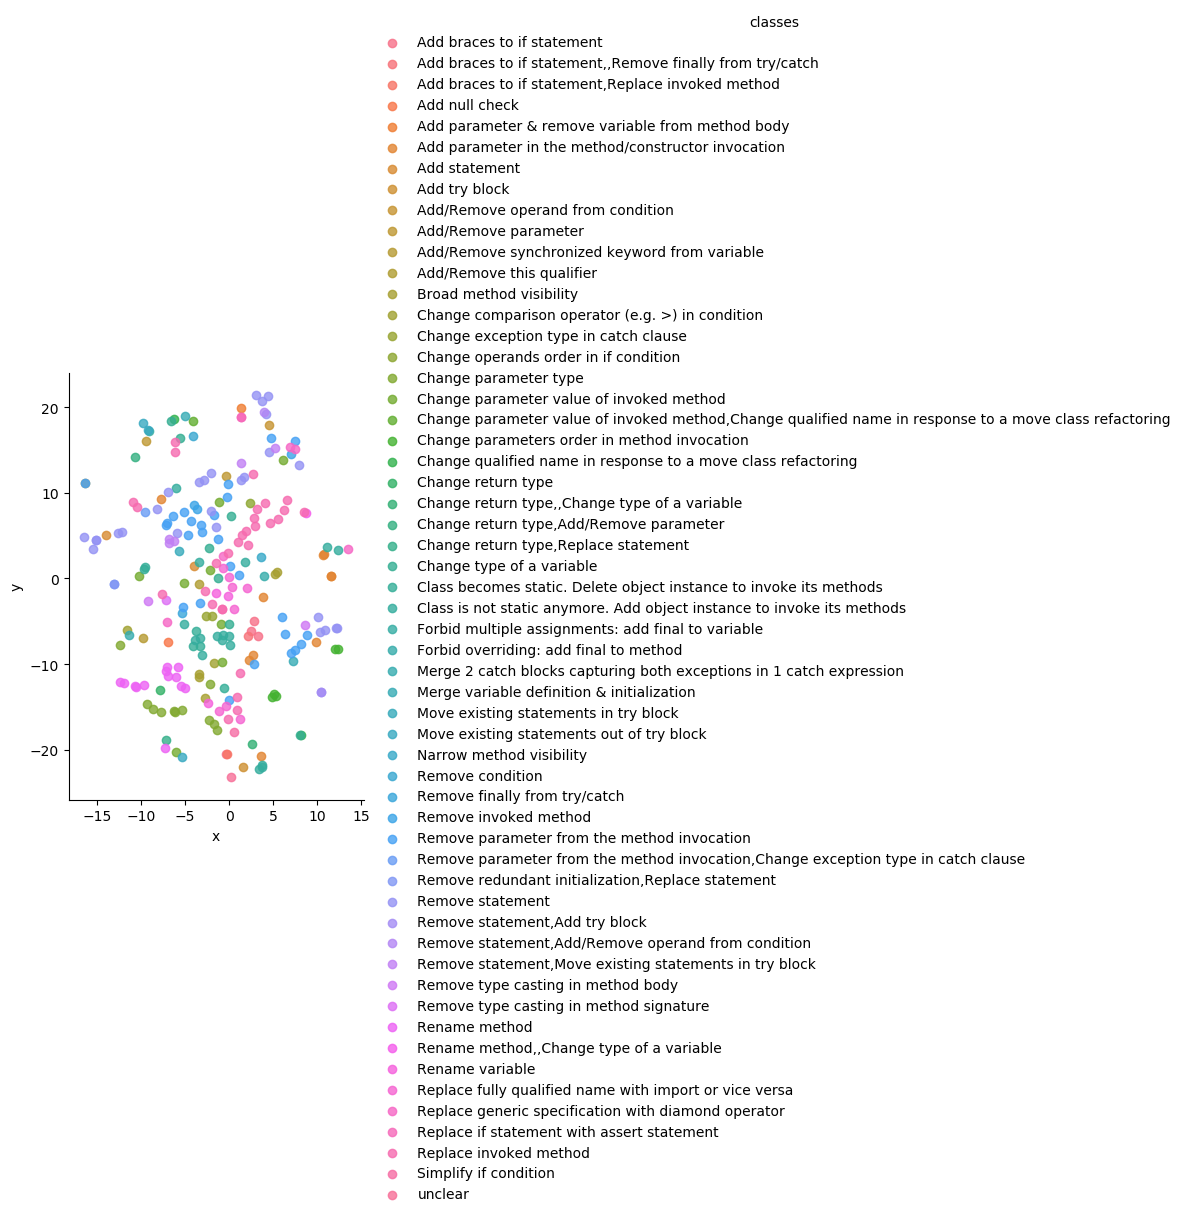 classes
Add braces to if statement
Add braces to if statement,,Remove finally from try/catch
Add braces to if statement,Replace invoked method
Add null check
Add parameter & remove variable from method body
Add parameter in the method/constructor invocation
Add statement
Add try block
Add/Remove operand from condition
Add/Remove parameter
Add/Remove synchronized keyword from variable
Add/Remove this qualifier
Broad method visibility
Change comparison operator (e.g. >) in condition
Change exception type in catch clause
Change operands order in if condition
Change parameter type
Change parameter value of invoked method
Change parameter value of invoked method,Change qualified name in response to a move class refactoring
Change parameters order in method invocation
Change qualified name in response to a move class refactoring
Change return type
Change return type,,Change type of a variable
Change return type,Add/Remove parameter
Change return type,Replace statement
Change type of a variable
Class becomes static. Delete object instance to invoke its methods
Class is not static anymore. Add object instance to invoke its methods
Forbid multiple assignments: add final to variable
Forbid overriding: add final to method
Merge 2 catch blocks capturing both exceptions in 1 catch expression
Merge variable definition & initialization
Move existing statements in try block
Move existing statements out of try block
Narrow method visibility
Remove condition
Remove finally from try/catch
Remove invoked method
Remove parameter from the method invocation
Remove parameter from the method invocation,Change exception type in catch clause
Remove redundant initialization,Replace statement
Remove statement
Remove statement,Add try block
Remove statement,Add/Remove operand from condition
Remove statement,Move existing statements in try block
Remove type casting in method body
Remove type casting in method signature
Rename method
Rename method,,Change type of a variable
Rename variable
Replace fully qualified name with import or vice versa
Replace generic specification with diamond operator
Replace if statement with assert statement
Replace invoked method
Simplify if condition
unclear
20
10
0
−10
−20
y
−15 −10 −5 0 5 10 15
x